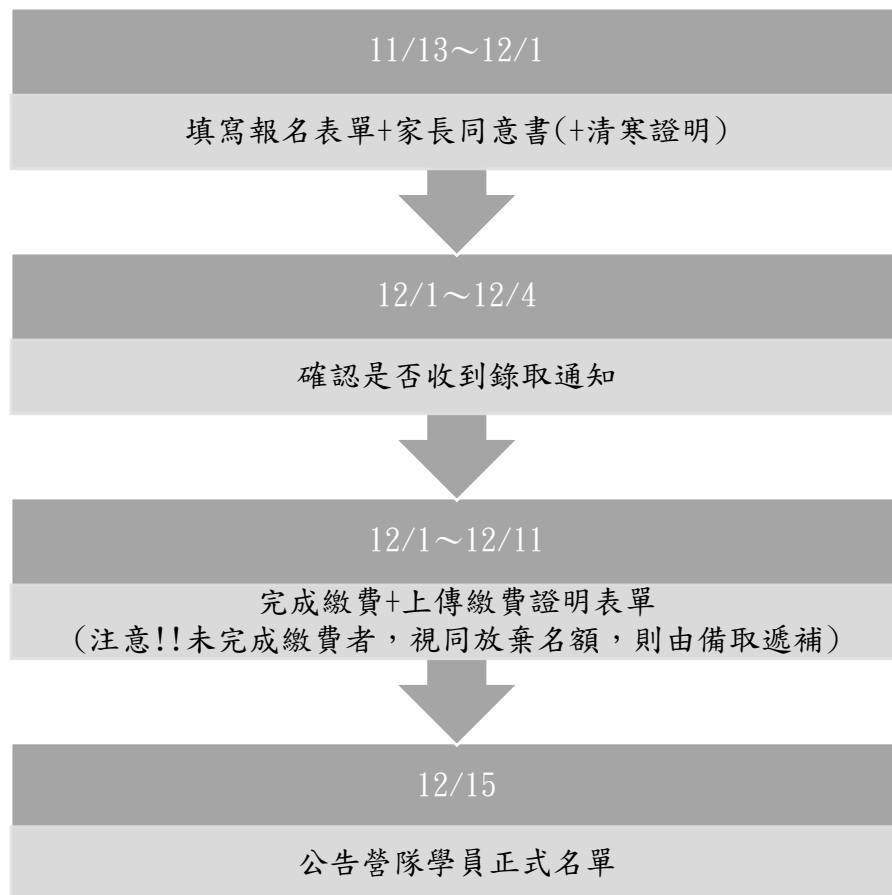 11/13～12/1
填寫報名表單+家長同意書(+清寒證明)
12/1～12/4
確認是否收到錄取通知
12/1～12/11
完成繳費+上傳繳費證明表單
(注意!!未完成繳費者，視同放棄名額，則由備取遞補)
12/15
公告營隊學員正式名單